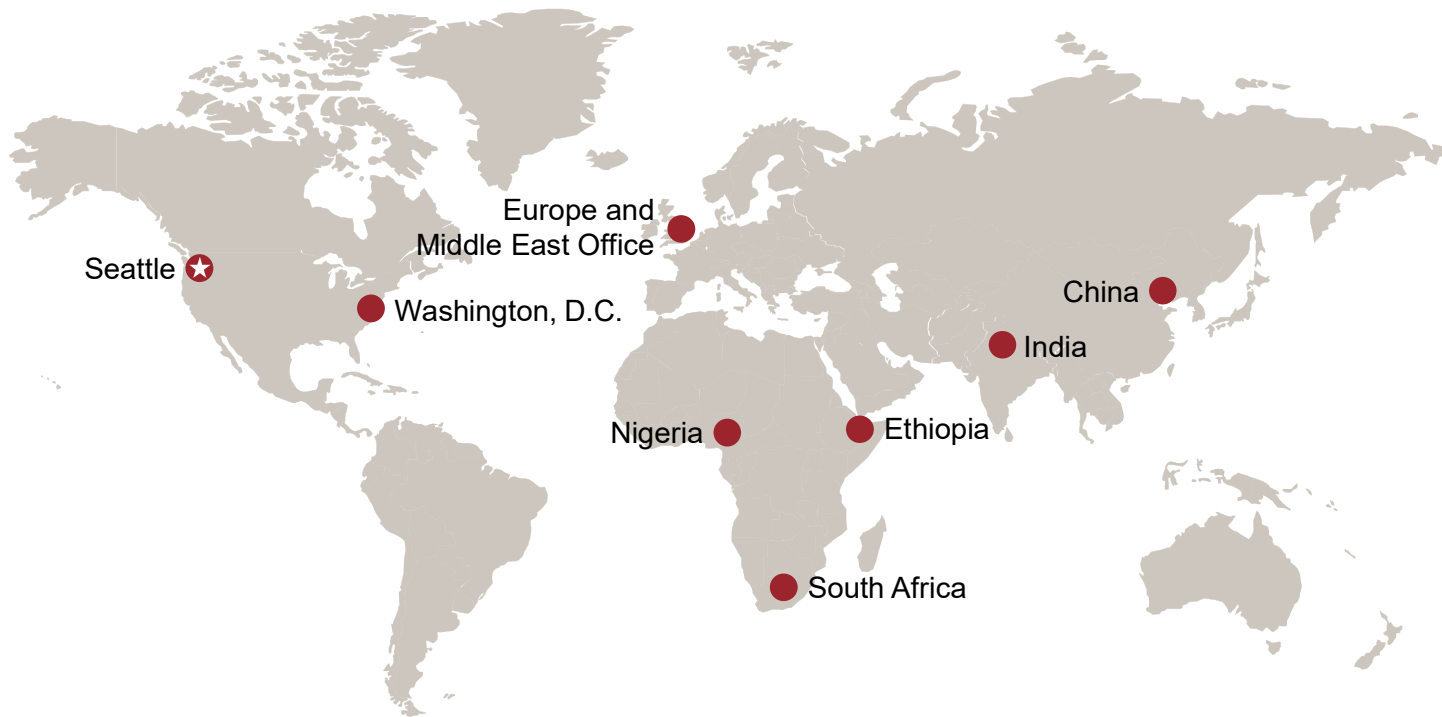 Europe and
Middle East Office
Seattle
Washington, D.C.
China
India
Nigeria
Ethiopia
South Africa